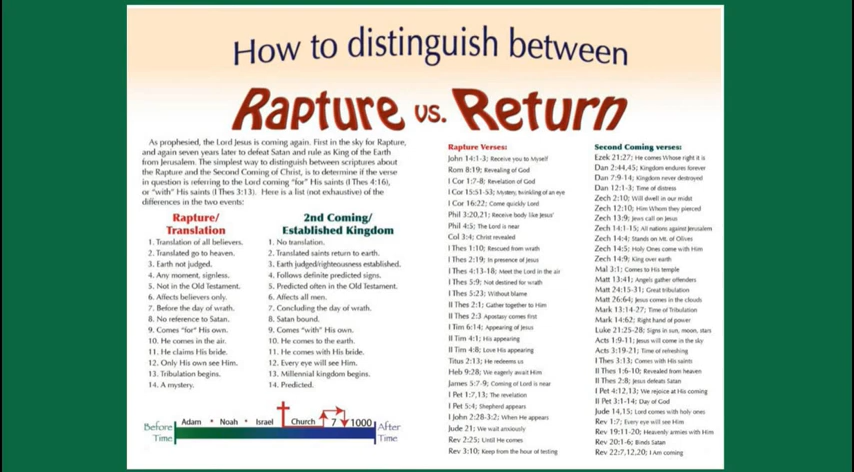 How to distinguish between
Rapture vs. Return
As prophesied, the Lord Jesus is coming again. First in the sky for Rapture,
and again seven years later to defeat Satan and rule as King of the Earth
from Jerusalem. The simplest way to distinguish between scriptures about
the Rapture and the Second Coming of Christ, is to determine if the verse
in question is referring to the Lord coming "for" His saints (I Thes 4:16),
or "with" His saints (I Thes 3:13). Here is a list (not exhaustive) of the
differences in the two events:
Rapture/
Translation
1. Translation of all believers.
2. Translated go to heaven.
3. Earth not judged.
4. Any moment, signless.
5. Not in the Old Testament.
6. Affects believers only.
7. Before the day of wrath.
8. No reference to Satan.
9. Comes "for" His own.
10. He comes in the air.
11. He claims His bride.
12. Only His own see Him.
13. Tribulation begins.
14. A mystery.
2nd Coming/
Established Kingdom
1. No translation.
2. Translated saints return to earth.
3. Earth judged/righteousness established.
4. Follows definite predicted signs.
5. Predicted often in the Old Testament.
6. Affects all men.
7. Concluding the day of wrath.
8. Satan bound.
9. Comes "with" His own.
10. He comes to the earth.
11. He comes with His bride.
12. Every eye will see Him.
13. Millennial kingdom begins.
14. Predicted.
Before Time
Adam * Noah * Israel Church 7 1000
After Time
Rapture Verses:
John 14:1-3; Receive you to Myself
Rom 8:19; Revealing of God
I Cor 1:7-8; Revelation of God
I Cor 15:51-53; Mystery, twinkling of an eye
I Cor 16:22; Come quickly Lord
Phil 3:20,21; Receive body like Jesus'
Phil 4:5; The Lord is near
Col 3:4; Christ revealed
I Thes 1:10; Rescued from wrath
I Thes 2:19; In presence of Jesus
I Thes 4:13-18; Meet the Lord in the air
I Thes 5:9; Not destined for wrath
I Thes 5:23; Without blame
II Thes 2:1; Gather together to Him
II Thes 2:3 Apostasy comes first
I Tim 6:14; Appearing of Jesus
II Tim 4:1; His appearing
II Tim 4:8; Love His appearing
Titus 2:13; He redeems us
Heb 9:28; We eagerly await Him
James 5:7-9; Coming of Lord is near
I Pet 1:7,13; The revelation
I Pet 5:4; Shepherd appears
I John 2:28-3:2; When He appears
Jude 21; We wait anxiously
Rev 2:25; Until He comes
Rev 3:10; Keep from the hour of testing
Second Coming verses:
Ezek 21:27; He comes Whose right it is
Dan 2:44,45; Kingdom endures forever
Dan 7:9-14; Kingdom never destroyed
Dan 12:1-3; Time of distress
Zech 2:10; Will dwell in our midst
Zech 12:10; Him Whom they pierced
Zech 13:9; Jews call on Jesus
Zech 14:1-15; All nations against Jerusalem
Zech 14:4; Stands on Mt. of Olives
Zech 14:5; Holy Ones come with Him
Zech 14:9; King over earth
Mal 3:1; Comes to His temple
Matt 13:41; Angels gather offenders
Matt 24:15-31; Great tribulation
Matt 26:64; Jesus comes in the clouds
Mark 13:14-27; Time of Tribulation
Mark 14:62; Right hand of power
Luke 21:25-28; Signs in sun, moon, stars
Acts 1:9-11; Jesus will come in the sky
Acts 3:19-21; Time of refreshing
I Thes 3:13; Comes with His saints
II Thes 1:6-10; Revealed from heaven
II Thes 2:8; Jesus defeats Satan
I Pet 4:12,13; We rejoice at His coming
II Pet 3:1-14; Day of God
Jude 14,15; Lord comes with holy ones
Rev 1:7; Every eye will see Him
Rev 19:11-20; Heavenly armies with Him
Rev 20:1-6; Binds Satan
Rev 22:7,12,20; I Am coming